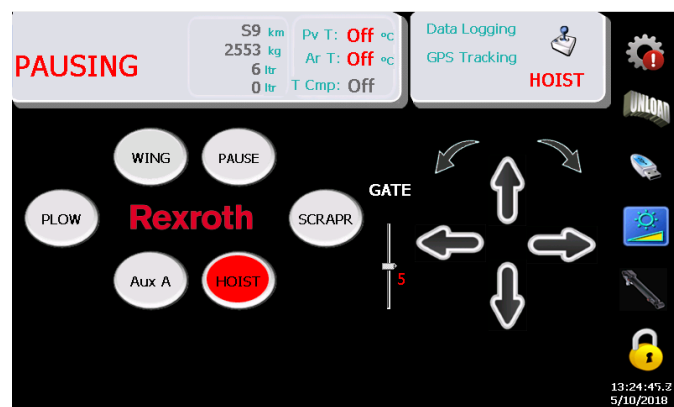 PAUSING
S9 km
2553 kg
6 ltr
0 ltr
Pv T: Off °C
Ar T: Off °C
T Cmp: Off
Data Logging
GPS Tracking
HOIST
UNLOAD
WING
PAUSE
GATE
PLOW
Rexroth
SCRAPR
Aux A
HOIST
5
13:24:45.2
5/10/2018